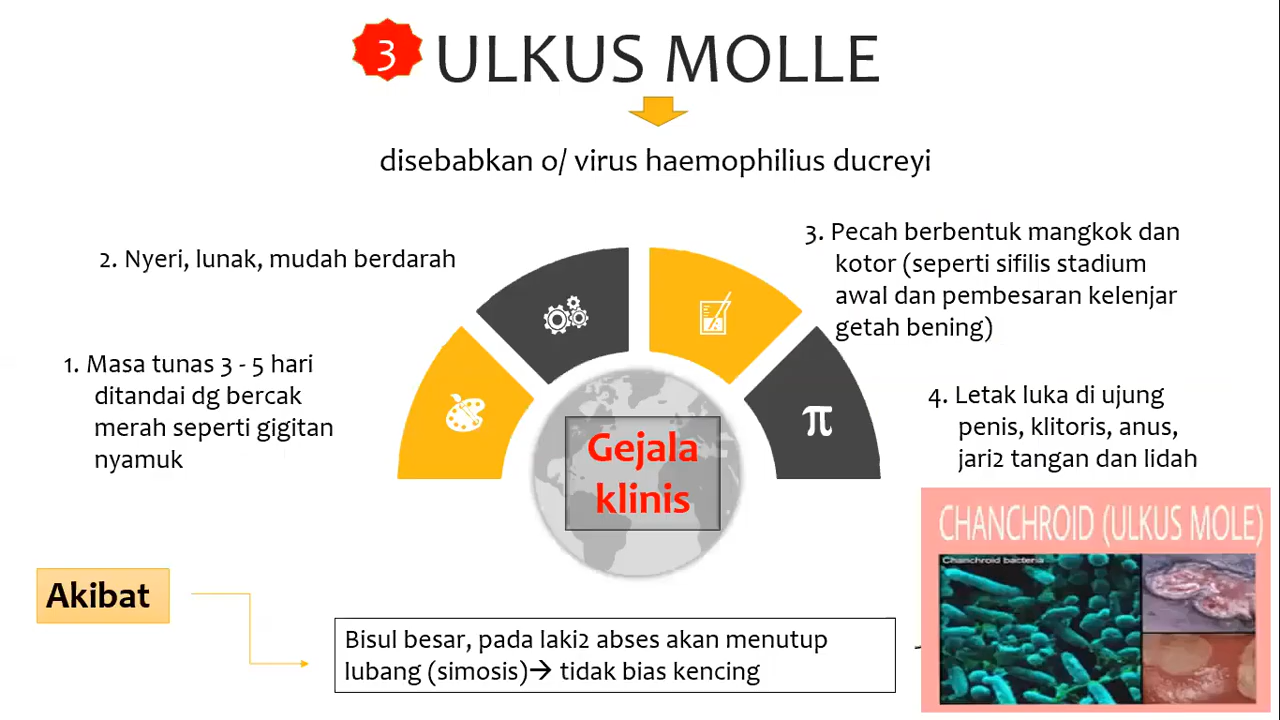 3 ULKUS MOLLE
disebabkan o/ virus haemophilius ducreyi
1. Masa tunas 3 - 5 hari
ditandai dg bercak
merah seperti gigitan
nyamuk
2. Nyeri, lunak, mudah berdarah
3. Pecah berbentuk mangkok dan
kotor (seperti sifilis stadium
awal dan pembesaran kelenjar
getah bening)
4. Letak luka di ujung
penis, klitoris, anus,
jari2 tangan dan lidah
π
Gejala
klinis
Akibat
Bisul besar, pada laki2 abses akan menutup
lubang (simosis)→ tidak bias kencing
CHANCHROID (ULKUS MOLE)
Chanchroid bacteria